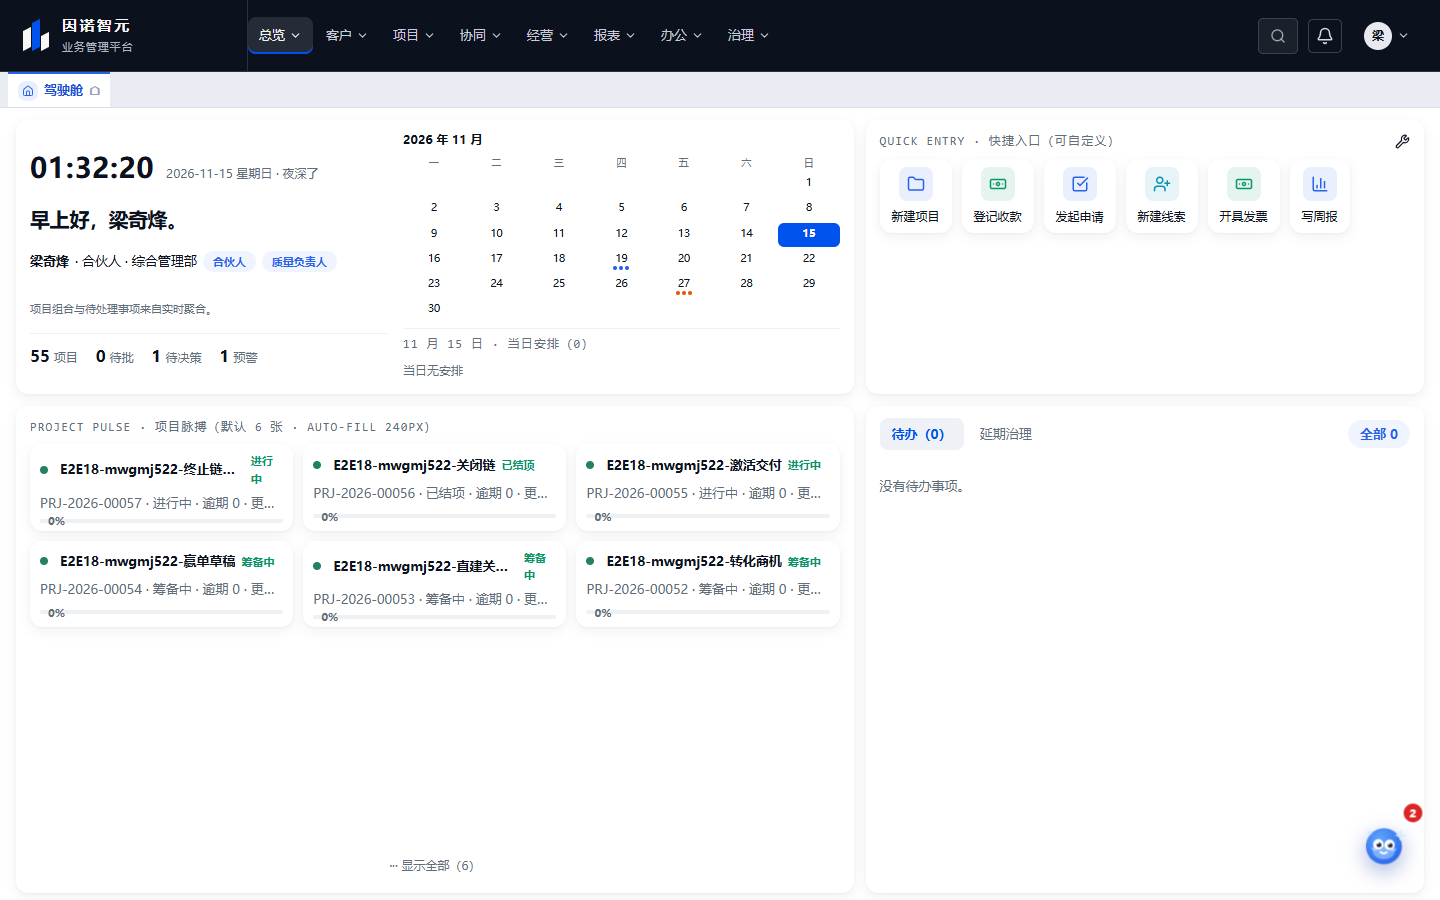 因诺智元
业务管理平台
总览 客户 项目 协同 经营 报表 办公 治理
梁
驾驶舱
01:32:20 2026-11-15 星期日 · 夜深了
早上好，梁奇烽。
梁奇烽 · 合伙人 · 综合管理部 合伙人 质量负责人
项目组合与待处理事项来自实时聚合。
55 项目 0 待批 1 待决策 1 预警
2026 年 11 月
一 二 三 四 五 六 日
1
2 3 4 5 6 7 8
9 10 11 12 13 14 15
16 17 18 19 20 21 22
23 24 25 26 27 28 29
30
11 月 15 日 · 当日安排 (0)
当日无安排
QUICK ENTRY · 快捷入口 (可自定义)
新建项目 登记收款 发起申请 新建线索 开具发票 写周报
PROJECT PULSE · 项目脉搏 (默认 6 张 · AUTO-FILL 240PX)
E2E18-mwgmj522-终止链... 进行中
PRJ-2026-00057 · 进行中 · 逾期 0 · 更...
0%
E2E18-mwgmj522-关闭链 已结项
PRJ-2026-00056 · 已结项 · 逾期 0 · 更...
0%
E2E18-mwgmj522-激活交付 进行中
PRJ-2026-00055 · 进行中 · 逾期 0 · 更...
0%
E2E18-mwgmj522-赢单草稿 筹备中
PRJ-2026-00054 · 筹备中 · 逾期 0 · 更...
0%
E2E18-mwgmj522-直建关... 筹备中
PRJ-2026-00053 · 筹备中 · 逾期 0 · 更...
0%
E2E18-mwgmj522-转化商机 筹备中
PRJ-2026-00052 · 筹备中 · 逾期 0 · 更...
0%
··· 显示全部（6）
待办（0） 延期治理 全部 0
没有待办事项。
2